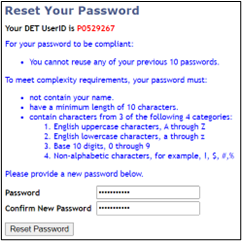 Reset Your Password
Your DET UserID is P0529267
For your password to be compliant:
• You cannot reuse any of your previous 10 passwords.
To meet complexity requirements, your password must:
• not contain your name.
• have a minimum length of 10 characters.
• contain characters from 3 of the following 4 categories:
1. English uppercase characters, A through Z
2. English lowercase characters, a through z
3. Base 10 digits, 0 through 9
4. Non-alphabetic characters, for example, !, $, #,%
Please provide a new password below.
Password •••••••••••
Confirm New Password •••••••••••
Reset Password